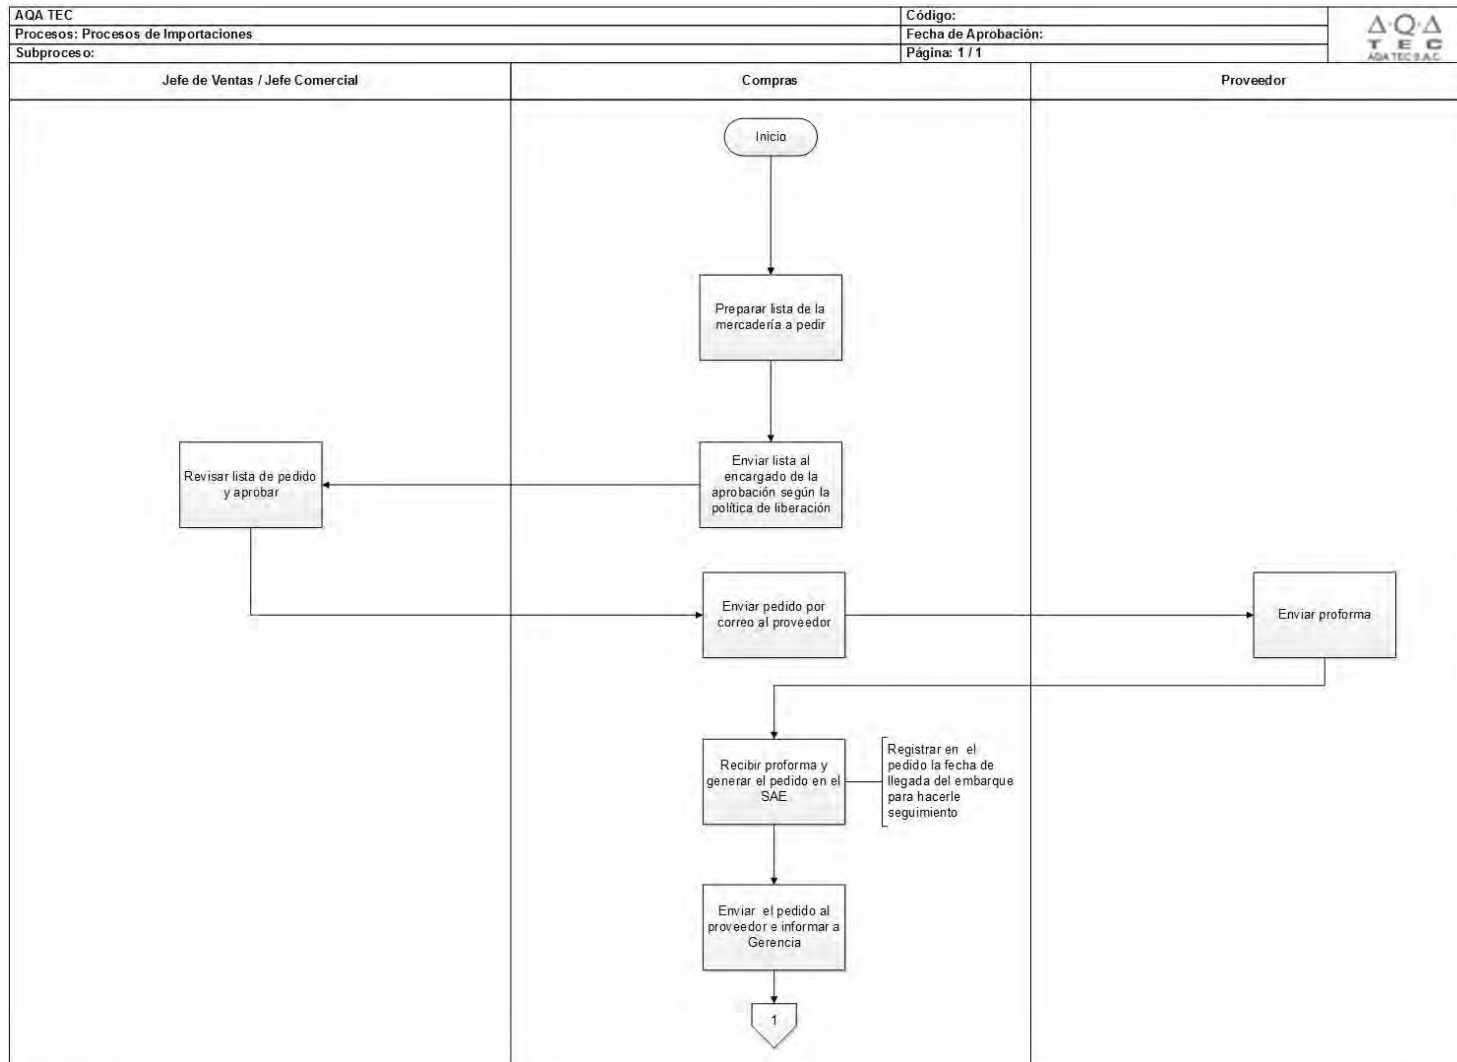 AQA TEC
Código:
Procesos: Procesos de Importaciones
Fecha de Aprobación:
Subproceso:
Página: 1 / 1
Δ·Q·Δ
T E C
AQA TEC S.A.C.
Jefe de Ventas / Jefe Comercial
Compras
Proveedor
Inicio
Preparar lista de la
mercadería a pedir
Revisar lista de pedido
y aprobar
Enviar lista al
encargado de la
aprobación según la
política de liberación
Enviar pedido por
correo al proveedor
Enviar proforma
Recibir proforma y
generar el pedido en el
SAE
Registrar en el
pedido la fecha de
llegada del embarque
para hacerle
seguimiento
Enviar el pedido al
proveedor e informar a
Gerencia
1